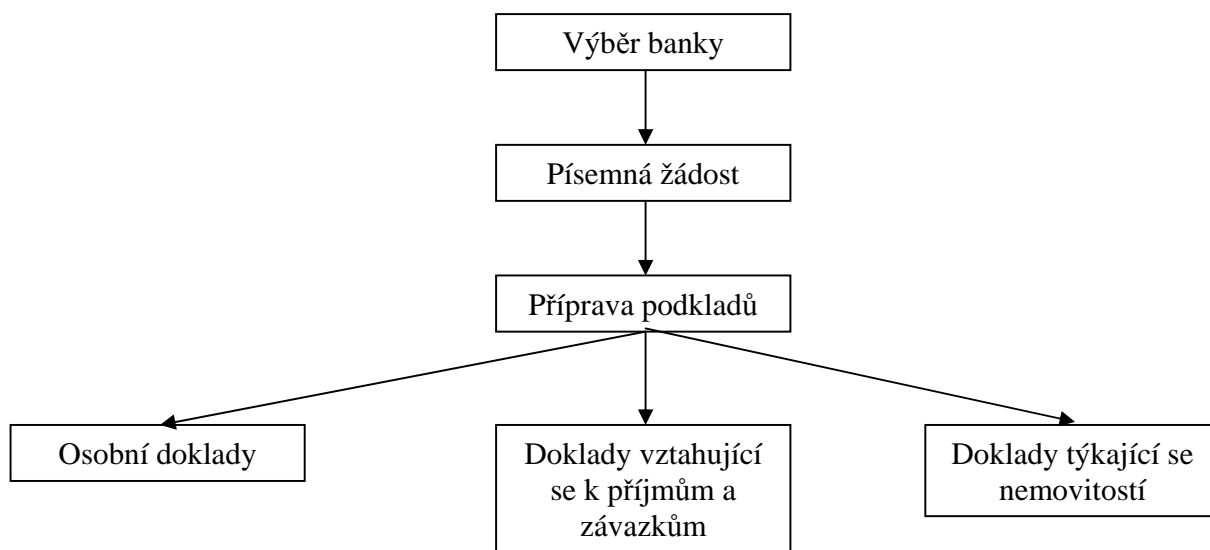 Výběr banky
Písemná žádost
Příprava podkladů
Osobní doklady
Doklady vztahující
se k příjmům a
závazkům
Doklady týkající se
nemovitostí